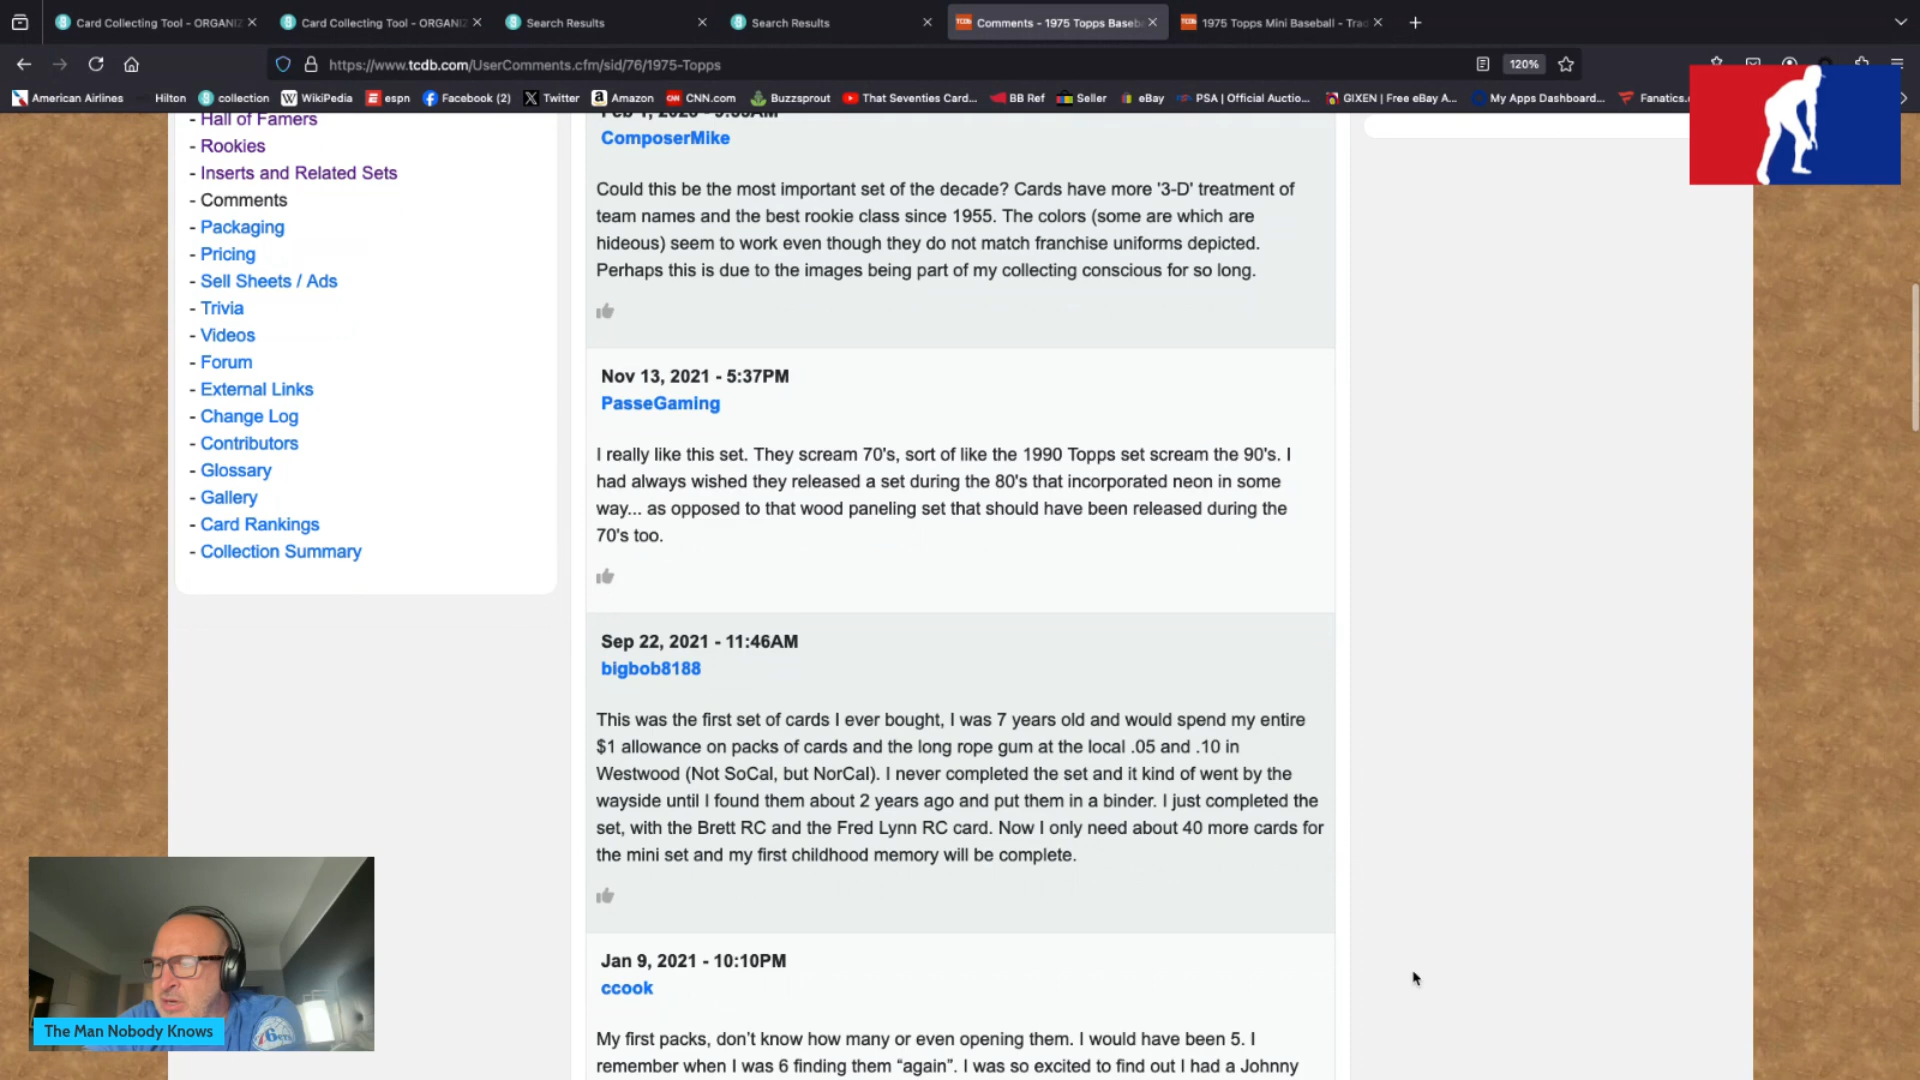 Card Collecting Tool - ORGANIZ
Card Collecting Tool - ORGANIZ
Search Results
Search Results
Comments - 1975 Topps Baseb
1975 Topps Mini Baseball - Trad
https://www.tcdb.com/UserComments.cfm/sid/76/1975-Topps
120%
American Airlines
Hilton
collection
WikiPedia
espn
Facebook (2)
Twitter
Amazon
CNN.com
Buzzsprout
That Seventies Card...
BB Ref
Seller
eBay
PSA | Official Auctio...
GIXEN | Free eBay A...
My Apps Dashboard...
Fanatics.
- Hall of Famers
- Rookies
- Inserts and Related Sets
- Comments
- Packaging
- Pricing
- Sell Sheets / Ads
- Trivia
- Videos
- Forum
- External Links
- Change Log
- Contributors
- Glossary
- Gallery
- Card Rankings
- Collection Summary
ComposerMike
Could this be the most important set of the decade? Cards have more '3-D' treatment of
team names and the best rookie class since 1955. The colors (some are which are
hideous) seem to work even though they do not match franchise uniforms depicted.
Perhaps this is due to the images being part of my collecting conscious for so long.
Nov 13, 2021 - 5:37PM
PasseGaming
I really like this set. They scream 70's, sort of like the 1990 Topps set scream the 90's. I
had always wished they released a set during the 80's that incorporated neon in some
way... as opposed to that wood paneling set that should have been released during the
70's too.
Sep 22, 2021 - 11:46AM
bigbob8188
This was the first set of cards I ever bought, I was 7 years old and would spend my entire
$1 allowance on packs of cards and the long rope gum at the local .05 and .10 in
Westwood (Not SoCal, but NorCal). I never completed the set and it kind of went by the
wayside until I found them about 2 years ago and put them in a binder. I just completed the
set, with the Brett RC and the Fred Lynn RC card. Now I only need about 40 more cards for
the mini set and my first childhood memory will be complete.
Jan 9, 2021 - 10:10PM
ccook
My first packs, don't know how many or even opening them. I would have been 5. I
remember when I was 6 finding them “again”. I was so excited to find out I had a Johnny
The Man Nobody Knows
76ers